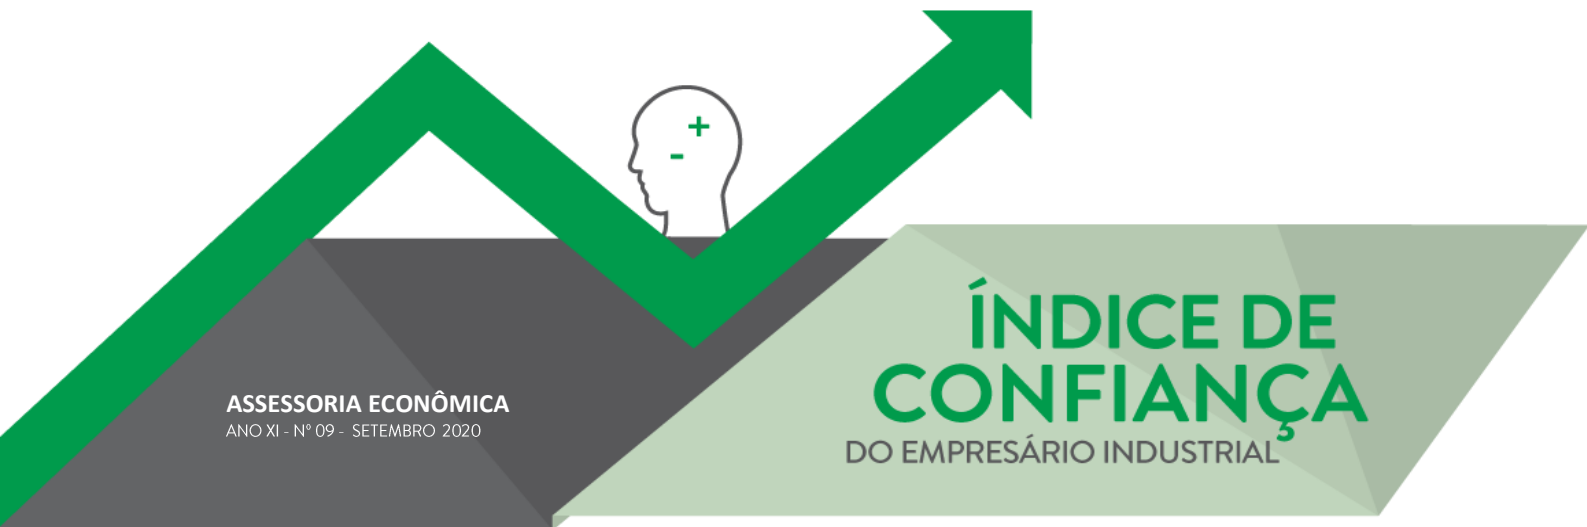 ASSESSORIA ECONÔMICA
ANO XI - Nº 09 - SETEMBRO 2020
ÍNDICE DE
CONFIANÇA
DO EMPRESÁRIO INDUSTRIAL